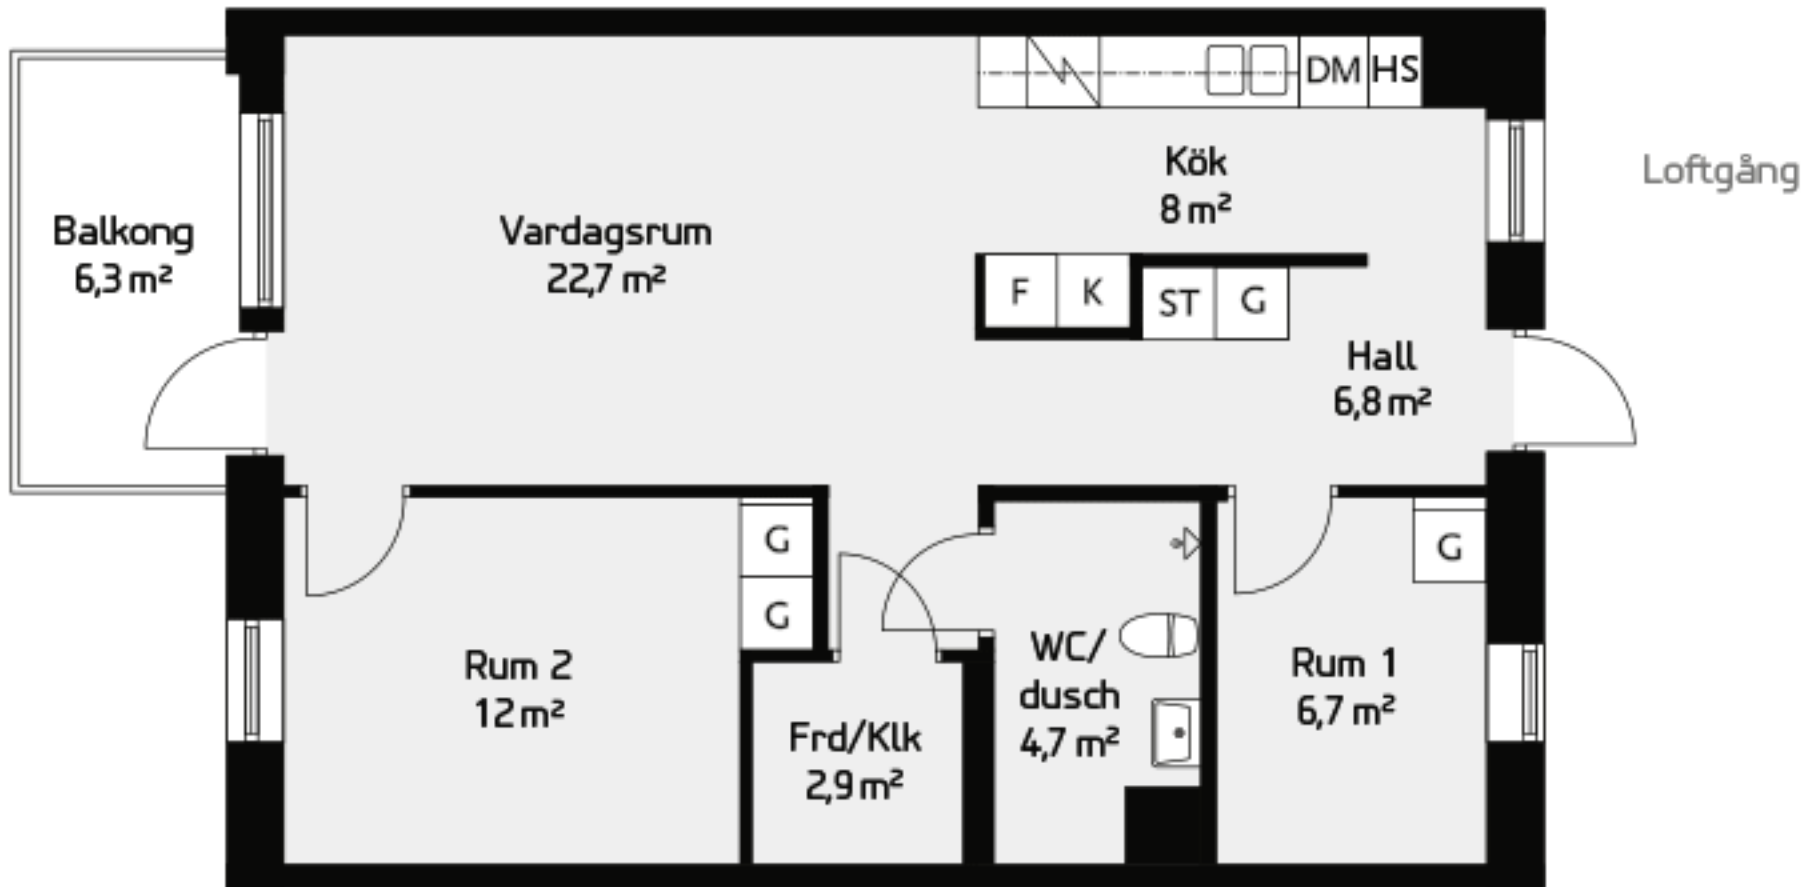 DM HS
Kök
8 m²
Loftgång
Balkong
6,3 m²
Vardagsrum
22,7 m²
F K ST G
Hall
6,8 m²
G
G
G
Rum 2
12 m²
Frd/Klk
2,9 m²
WC/
dusch
4,7 m²
Rum 1
6,7 m²